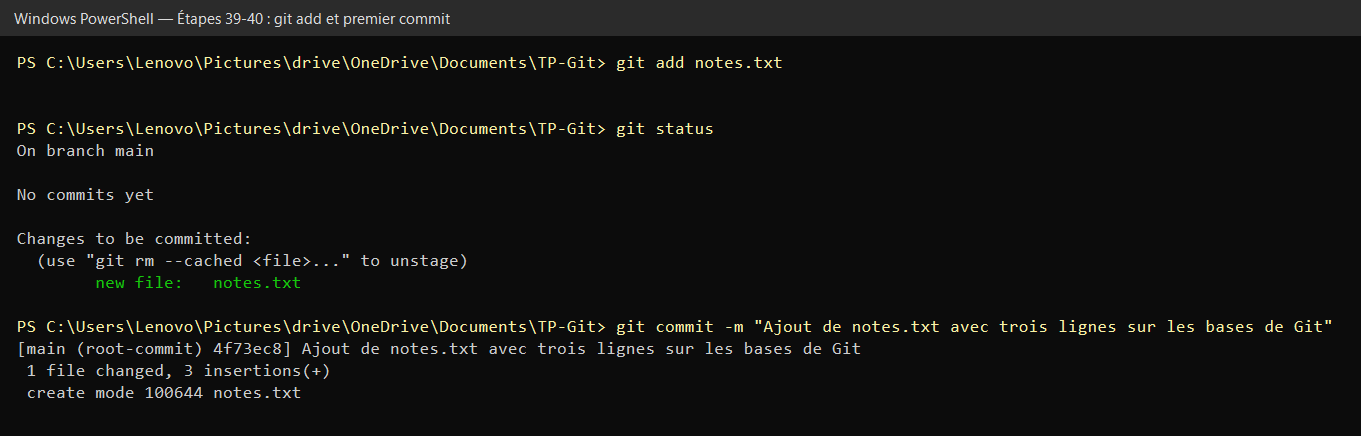 Windows PowerShell — Étapes 39-40 : git add et premier commit
PS C:\Users\Lenovo\Pictures\drive\OneDrive\Documents\TP-Git> git add notes.txt
PS C:\Users\Lenovo\Pictures\drive\OneDrive\Documents\TP-Git> git status
On branch main
No commits yet
Changes to be committed:
  (use "git rm --cached <file>..." to unstage)
        new file:   notes.txt
PS C:\Users\Lenovo\Pictures\drive\OneDrive\Documents\TP-Git> git commit -m "Ajout de notes.txt avec trois lignes sur les bases de Git"
[main (root-commit) 4f73ec8] Ajout de notes.txt avec trois lignes sur les bases de Git
 1 file changed, 3 insertions(+)
 create mode 100644 notes.txt